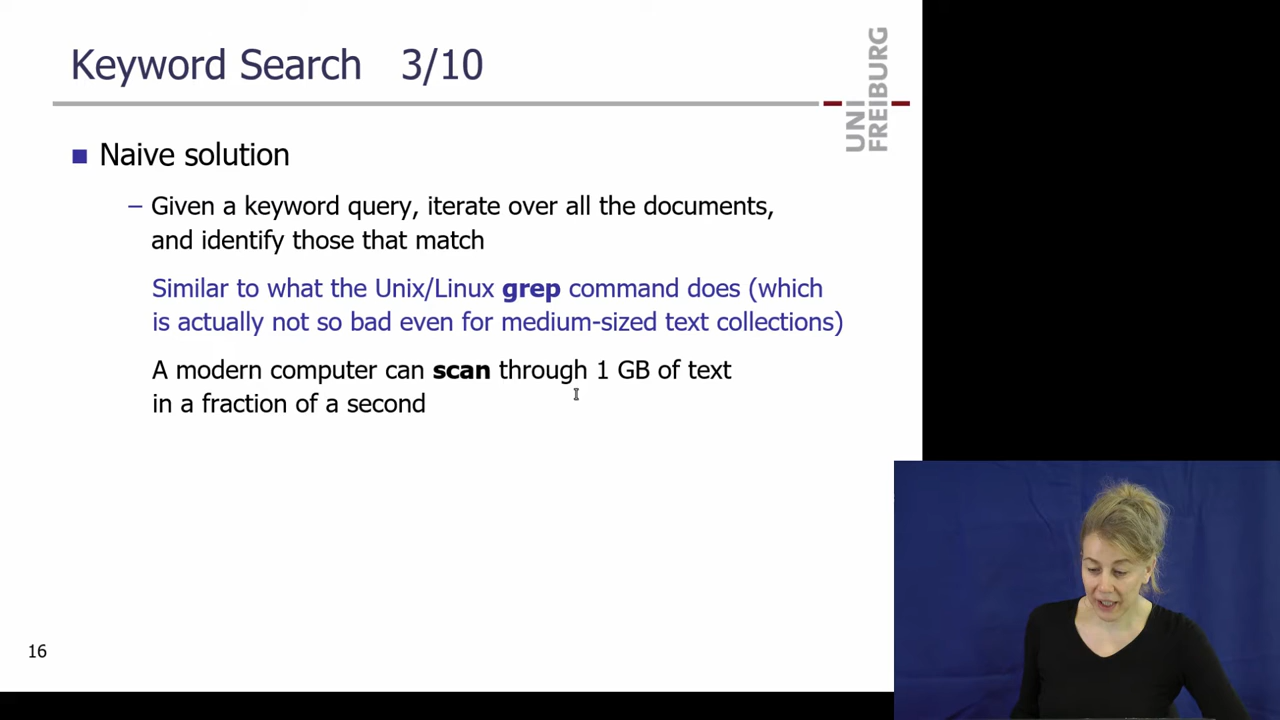 Keyword Search 3/10
UNI
FREIBURG
■ Naive solution
– Given a keyword query, iterate over all the documents,
and identify those that match
Similar to what the Unix/Linux grep command does (which
is actually not so bad even for medium-sized text collections)
A modern computer can scan through 1 GB of text
in a fraction of a second
16